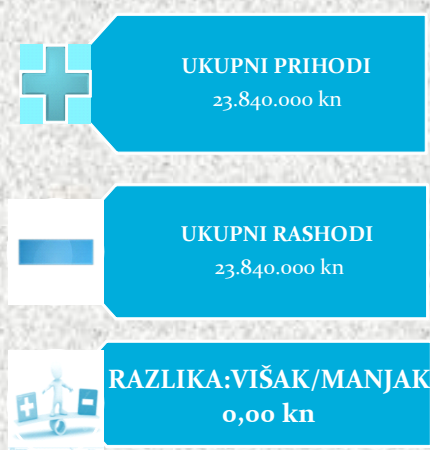 UKUPNI PRIHODI
23.840.000 kn
UKUPNI RASHODI
23.840.000 kn
RAZLIKA:VIŠAK/MANJAK
0,00 kn